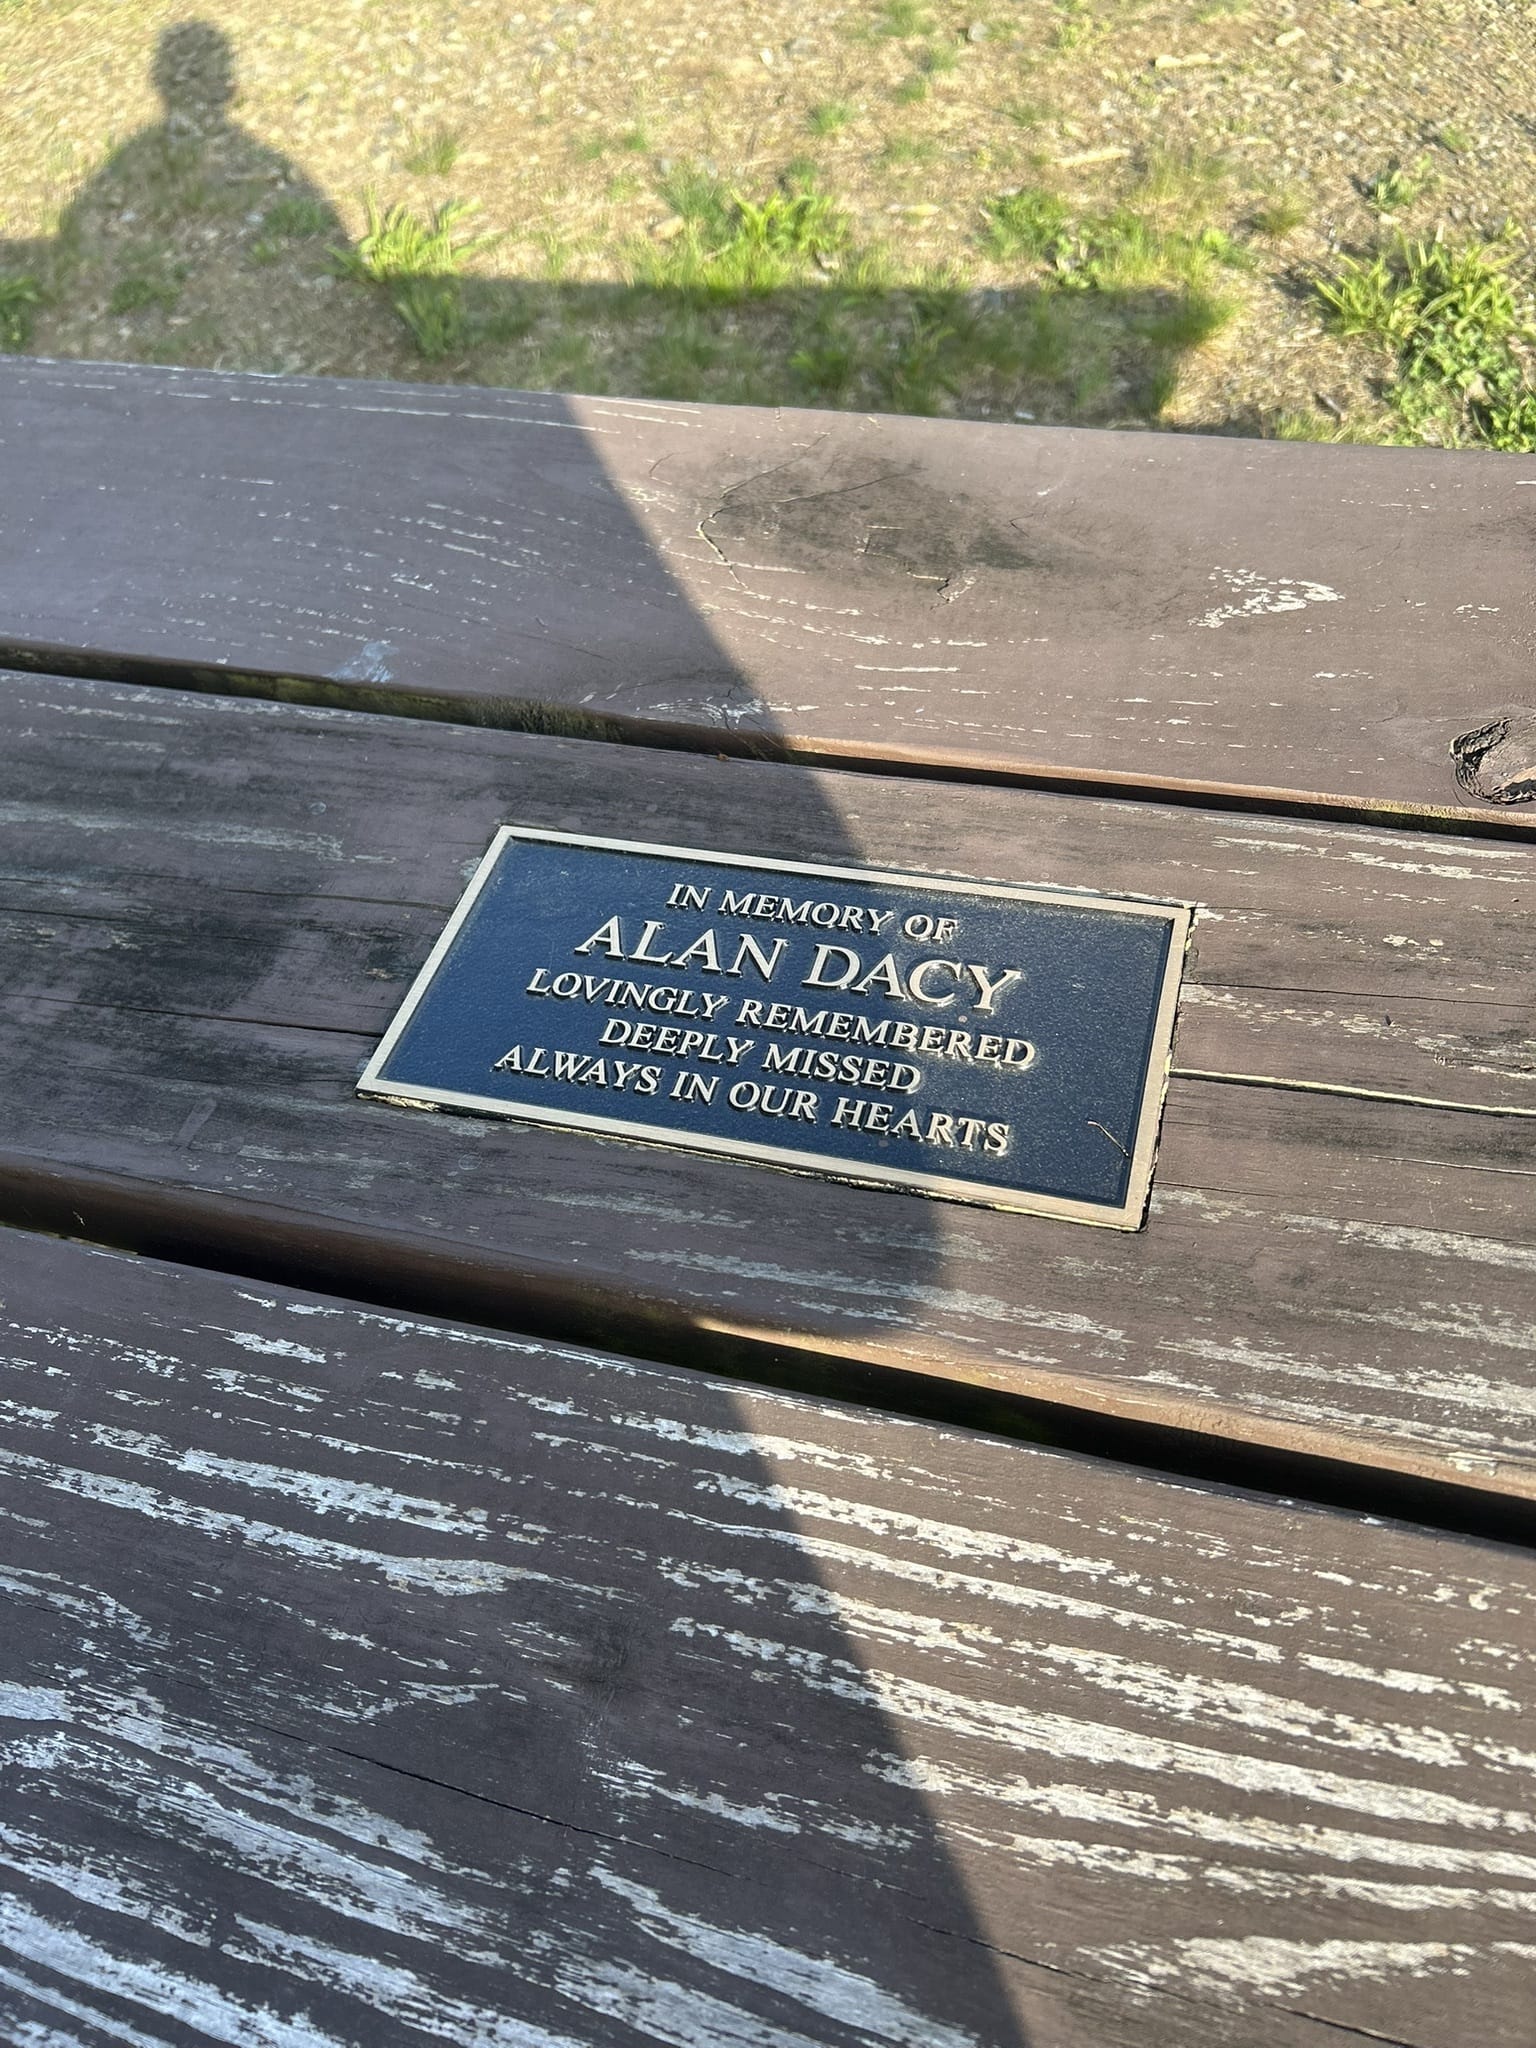 IN MEMORY OF
ALAN DACY
LOVINGLY REMEMBERED
DEEPLY MISSED
ALWAYS IN OUR HEARTS